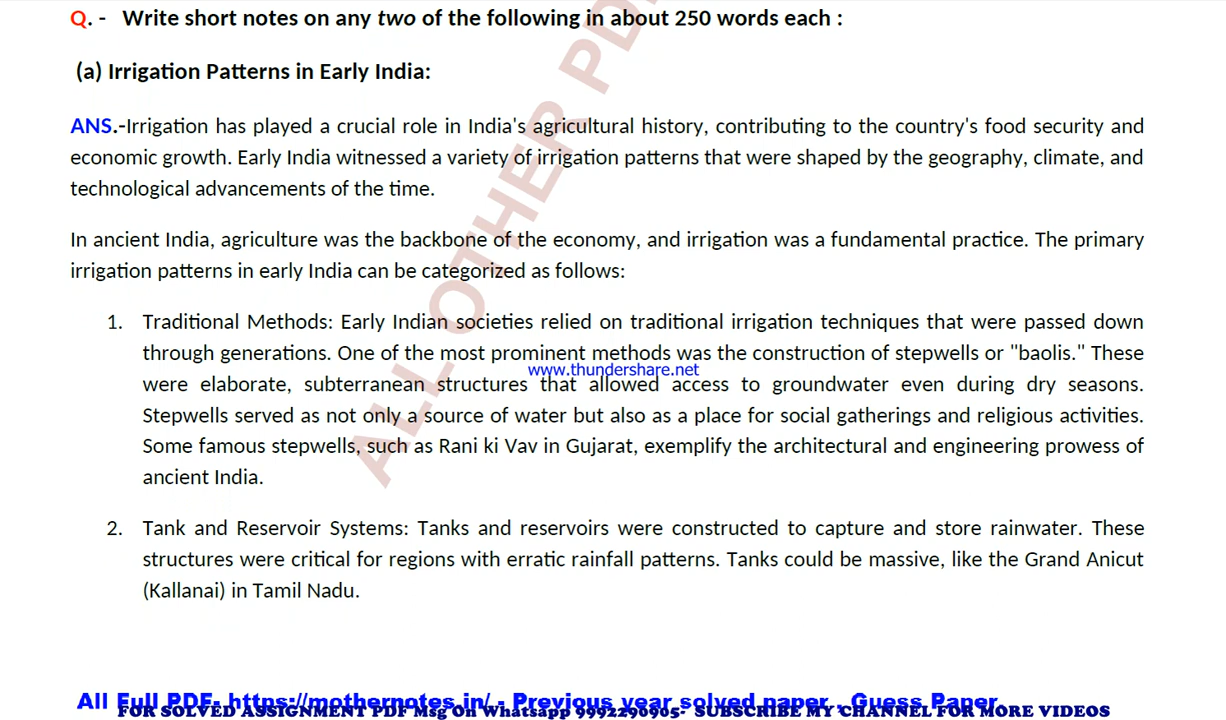 Q. - Write short notes on any two of the following in about 250 words each :
(a) Irrigation Patterns in Early India:
ANS.-Irrigation has played a crucial role in India's agricultural history, contributing to the country's food security and
economic growth. Early India witnessed a variety of irrigation patterns that were shaped by the geography, climate, and
technological advancements of the time.
In ancient India, agriculture was the backbone of the economy, and irrigation was a fundamental practice. The primary
irrigation patterns in early India can be categorized as follows:
1. Traditional Methods: Early Indian societies relied on traditional irrigation techniques that were passed down
through generations. One of the most prominent methods was the construction of stepwells or "baolis." These
www.thundershare.net
were elaborate, subterranean structures that allowed access to groundwater even during dry seasons.
Stepwells served as not only a source of water but also as a place for social gatherings and religious activities.
Some famous stepwells, such as Rani ki Vav in Gujarat, exemplify the architectural and engineering prowess of
ancient India.
2. Tank and Reservoir Systems: Tanks and reservoirs were constructed to capture and store rainwater. These
structures were critical for regions with erratic rainfall patterns. Tanks could be massive, like the Grand Anicut
(Kallanai) in Tamil Nadu.
ALL OTHER PDF
All Full PDF- https://mothernotes.in/ - Previous year solved paper , Guess Paper
FOR SOLVED ASSIGNMENT PDF Msg On Whatsapp 9992290905- SUBSCRIBE MY CHANNEL FOR MORE VIDEOS